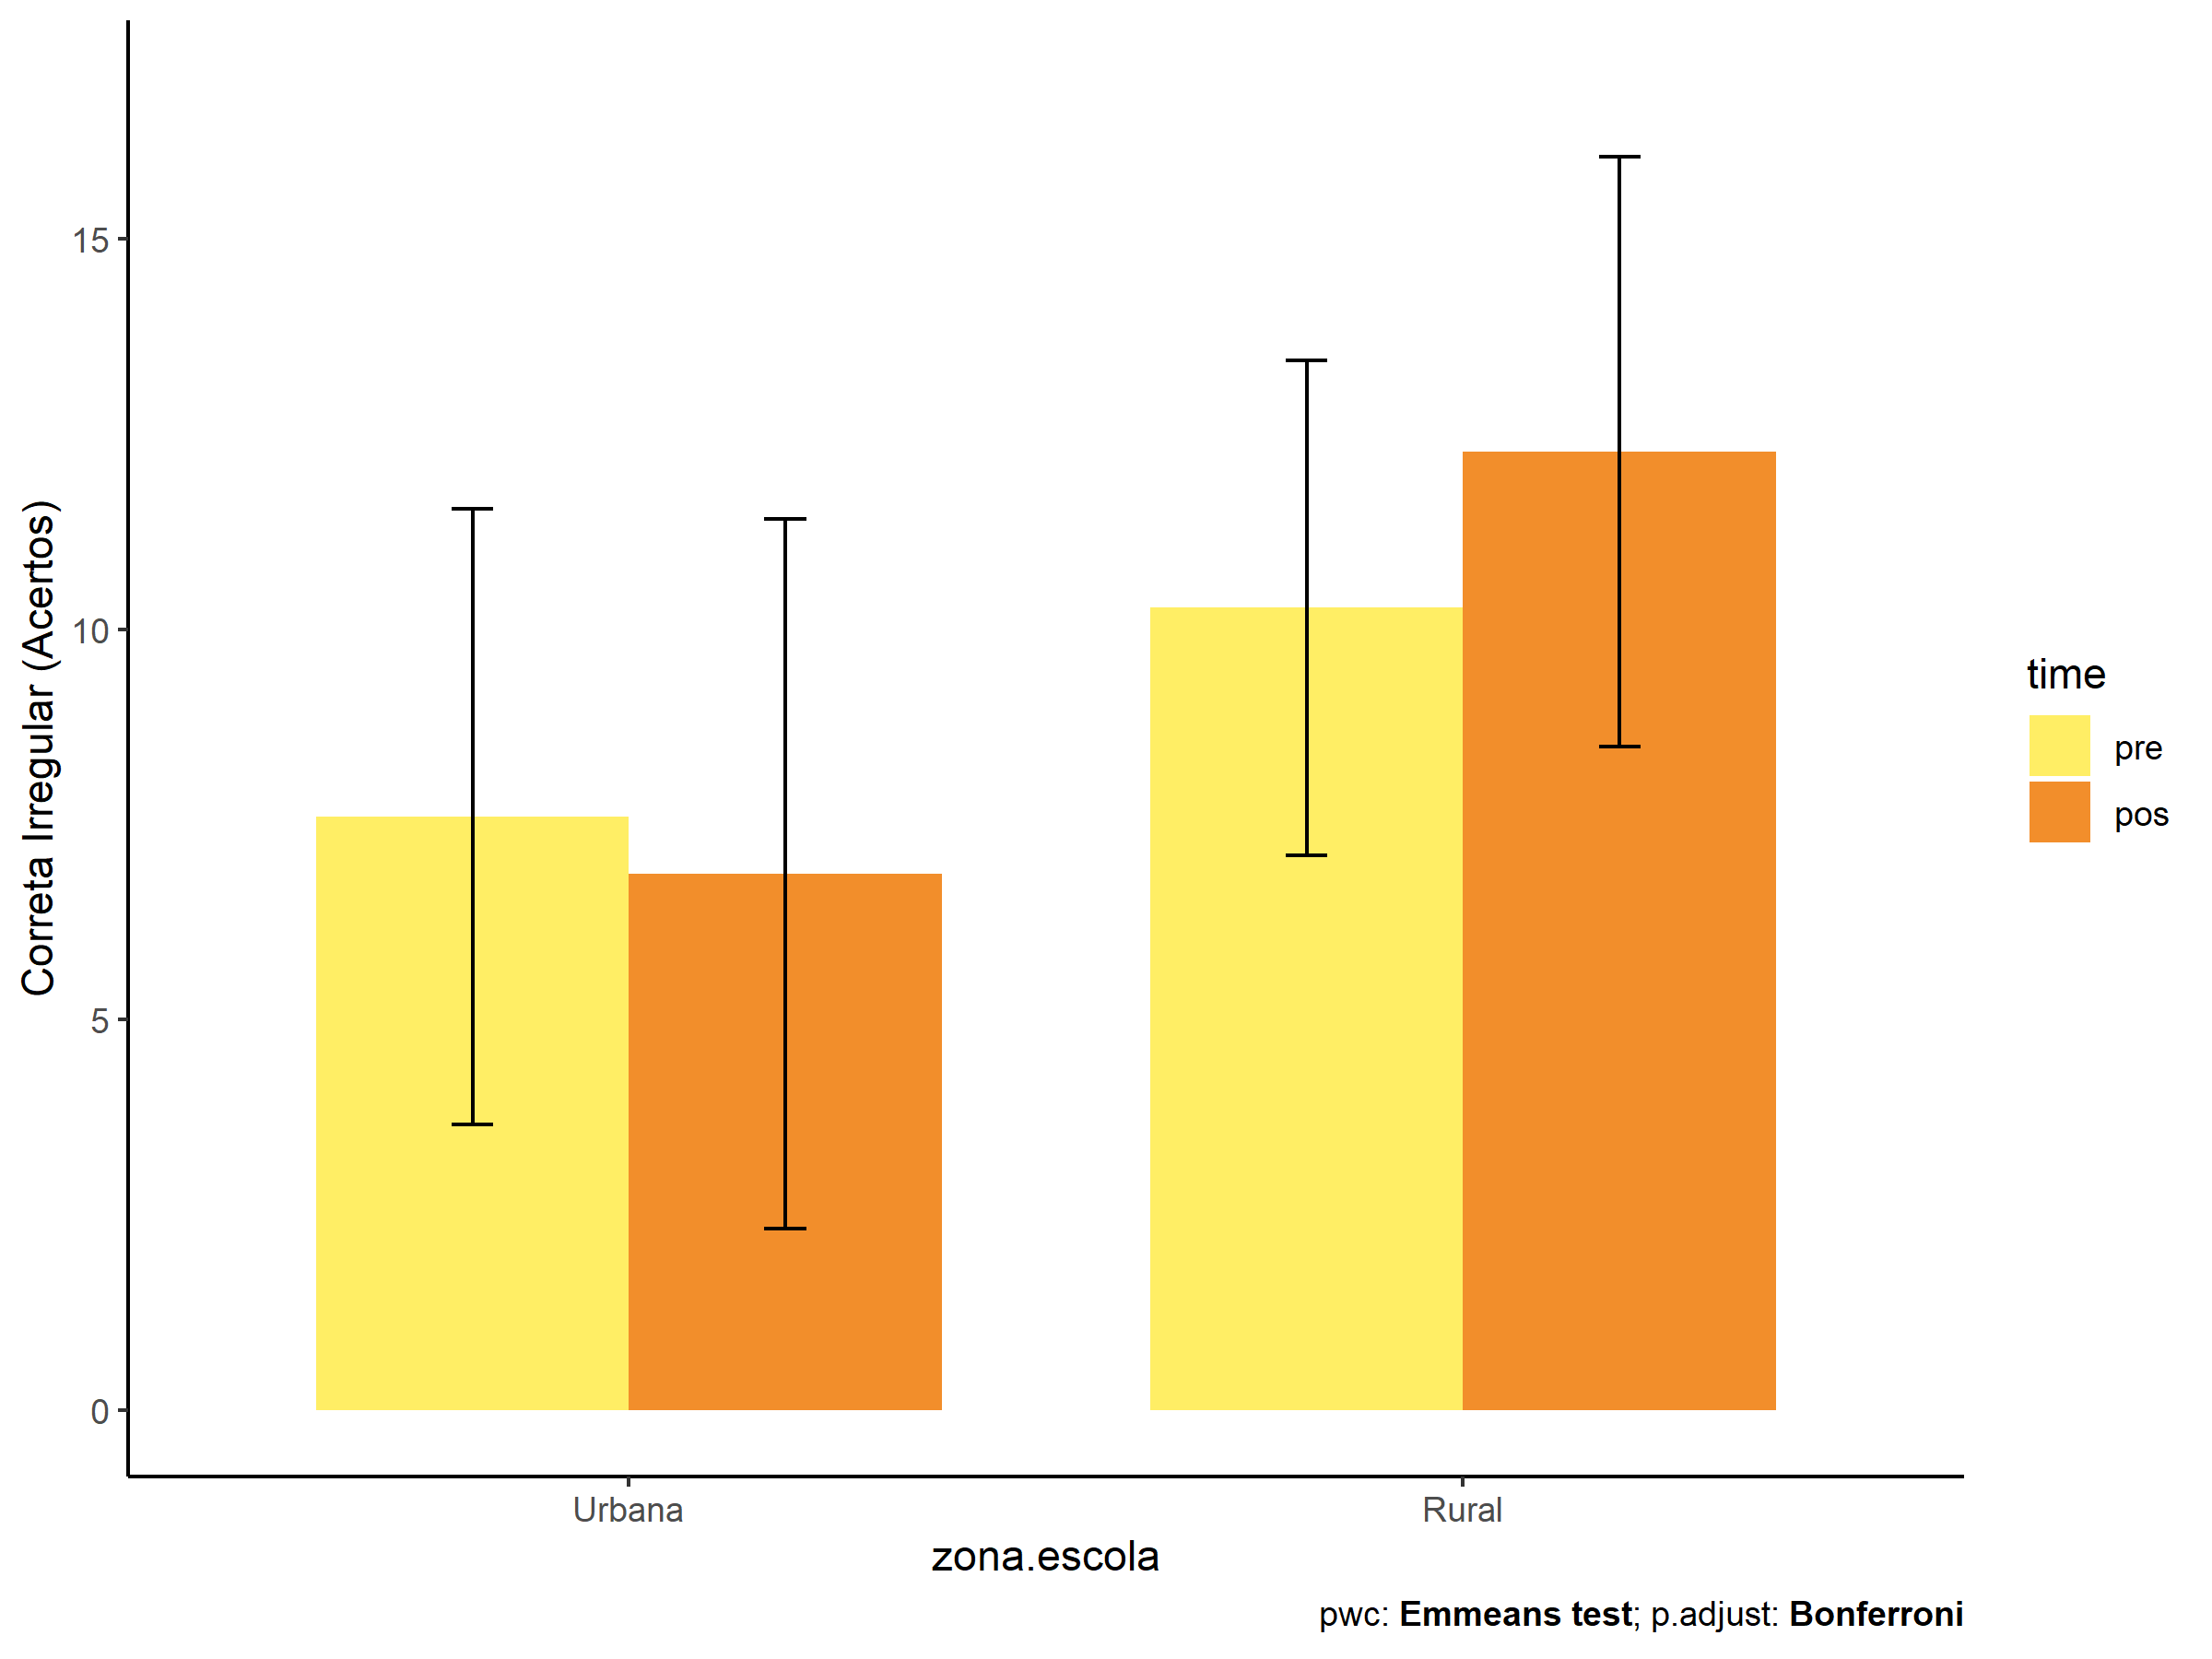 Correta Irregular (Acertos)
15
10
5
0
Urbana
Rural
zona.escola
time
pre
pos
pwc: Emmeans test; p.adjust: Bonferroni